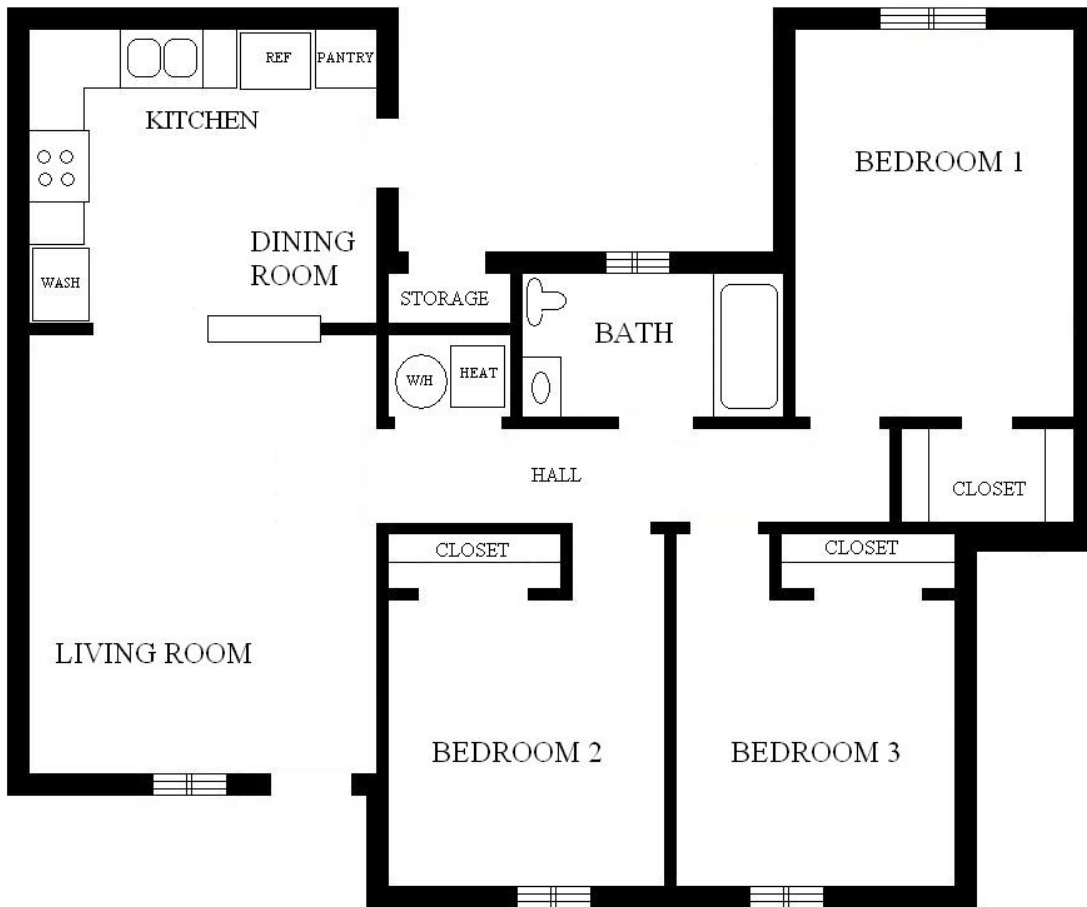 REF
PANTRY
KITCHEN
BEDROOM 1
DINING
ROOM
WASH
STORAGE
BATH
W/H
HEAT
HALL
CLOSET
CLOSET
CLOSET
LIVING ROOM
BEDROOM 2
BEDROOM 3